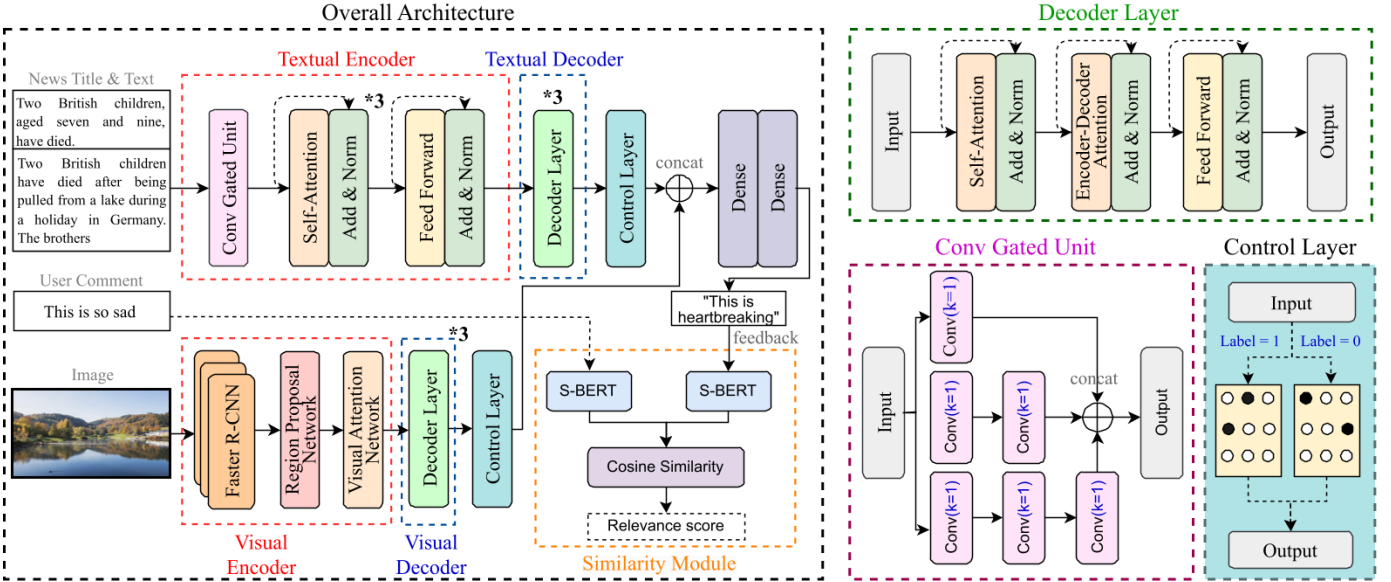 Overall Architecture
News Title & Text
Two British children,
aged seven and nine,
have died.
Two British children
have died after being
pulled from a lake during
a holiday in Germany.
The brothers
Textual Encoder
Conv Gated Unit
Self-Attention
Add & Norm
*3
Feed Forward
Add & Norm
Textual Decoder
*3
Decoder Layer
Control Layer
concat
Dense
Dense
User Comment
This is so sad
"This is
heartbreaking"
feedback
Image
Faster R-CNN
Region Proposal
Network
Visual Attention
Network
Visual
Encoder
*3
Decoder Layer
Visual
Decoder
Control Layer
S-BERT
S-BERT
Cosine Similarity
Relevance score
Similarity Module
Decoder Layer
Input
Self-Attention
Add & Norm
Encoder-Decoder
Attention
Add & Norm
Feed Forward
Add & Norm
Output
Conv Gated Unit
Input
Conv(k=1)
Conv(k=1)
Conv(k=1)
Conv(k=1)
Conv(k=1)
Conv(k=1)
concat
Output
Control Layer
Input
Label = 1
Label = 0
Output